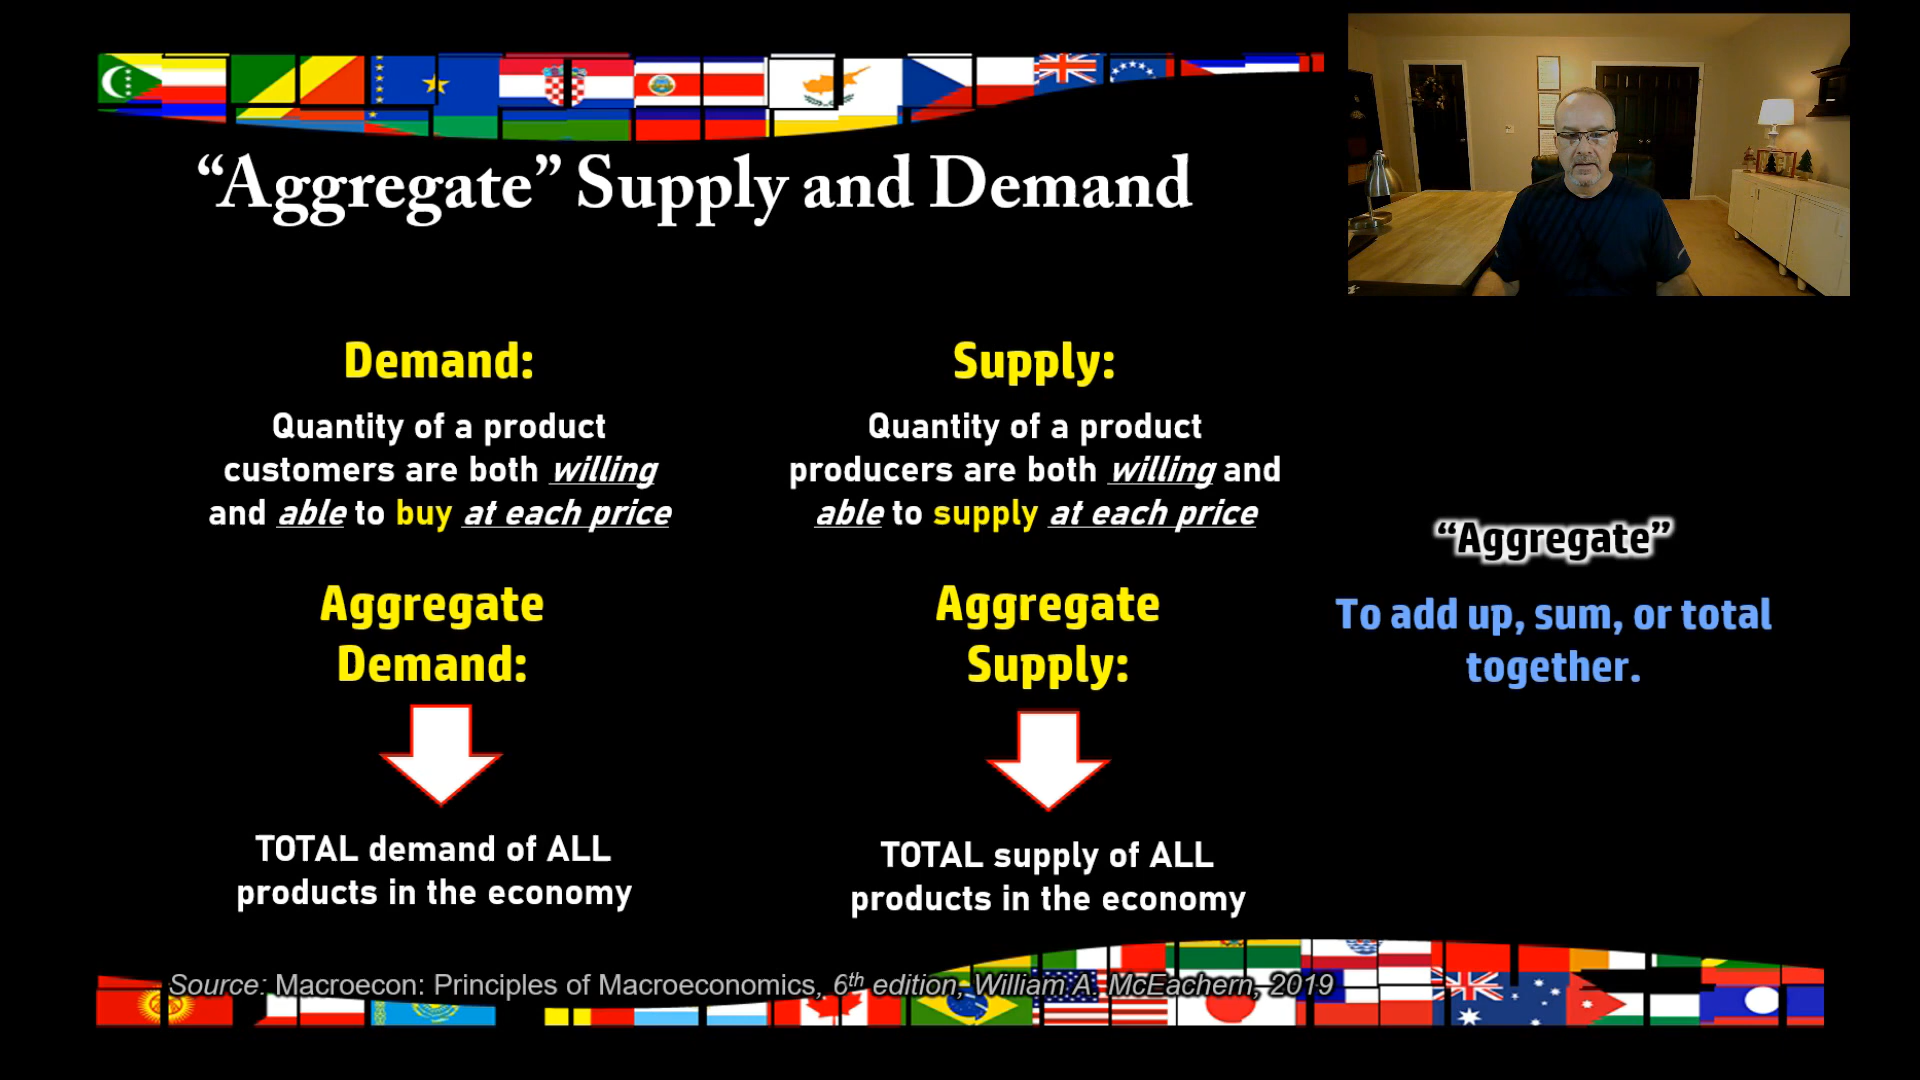 “Aggregate” Supply and Demand
Demand:
Quantity of a product
customers are both willing
and able to buy at each price
Aggregate
Demand:
TOTAL demand of ALL
products in the economy
Supply:
Quantity of a product
producers are both willing and
able to supply at each price
Aggregate
Supply:
TOTAL supply of ALL
products in the economy
“Aggregate”
To add up, sum, or total
together.
Source: Macroecon: Principles of Macroeconomics, 6th edition, William A. McEachern, 2019